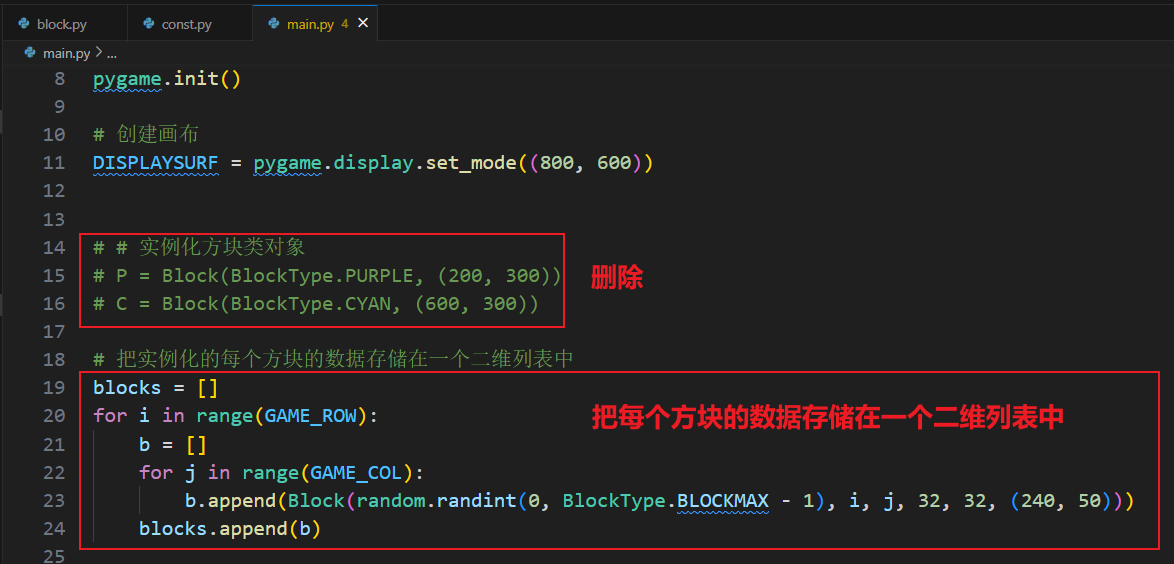 block.py const.py main.py 4
main.py > ...
8 pygame.init()
9
10 # 创建画布
11 DISPLAYSURF = pygame.display.set_mode((800, 600))
12
13
14 # # 实例化方块类对象
15 # P = Block(BlockType.PURPLE, (200, 300)) 删除
16 # C = Block(BlockType.CYAN, (600, 300))
17
18 # 把实例化的每个方块的数据存储在一个二维列表中
19 blocks = []
20 for i in range(GAME_ROW): 把每个方块的数据存储在一个二维列表中
21 b = []
22 for j in range(GAME_COL):
23 b.append(Block(random.randint(0, BlockType.BLOCKMAX - 1), i, j, 32, 32, (240, 50)))
24 blocks.append(b)
25